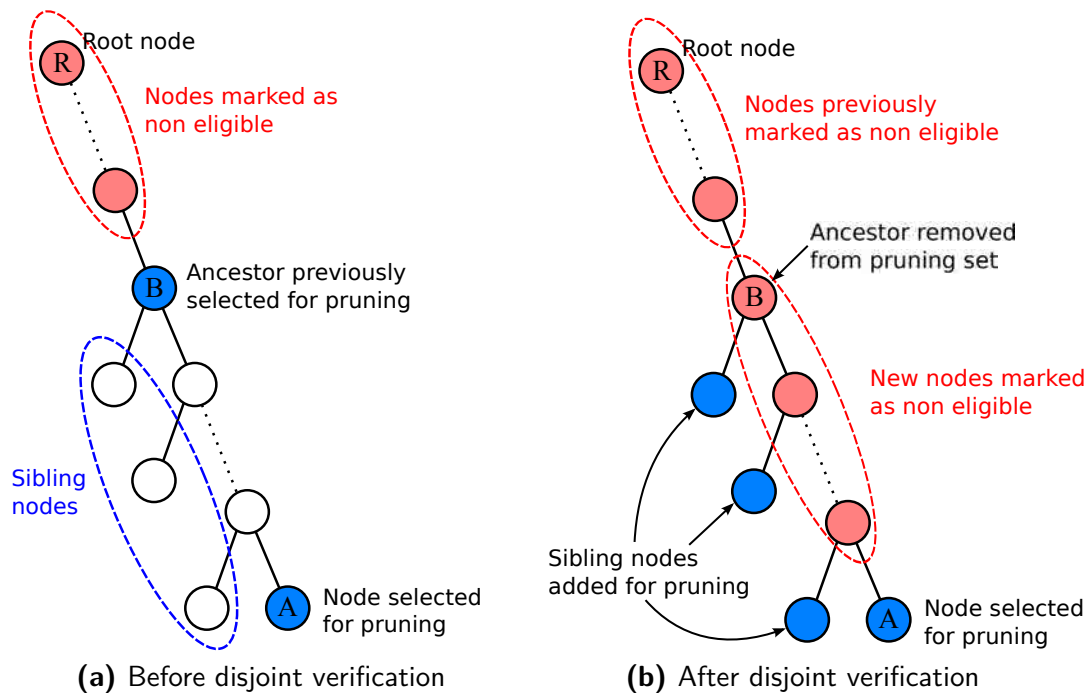 Root node
R
Nodes marked as
non eligible
Ancestor previously
selected for pruning
B
Sibling
nodes
A
Node selected
for pruning
(a) Before disjoint verification
Root node
R
Nodes previously
marked as non eligible
Ancestor removed
from pruning set
B
New nodes marked
as non eligible
Sibling nodes
added for pruning
A
Node selected
for pruning
(b) After disjoint verification